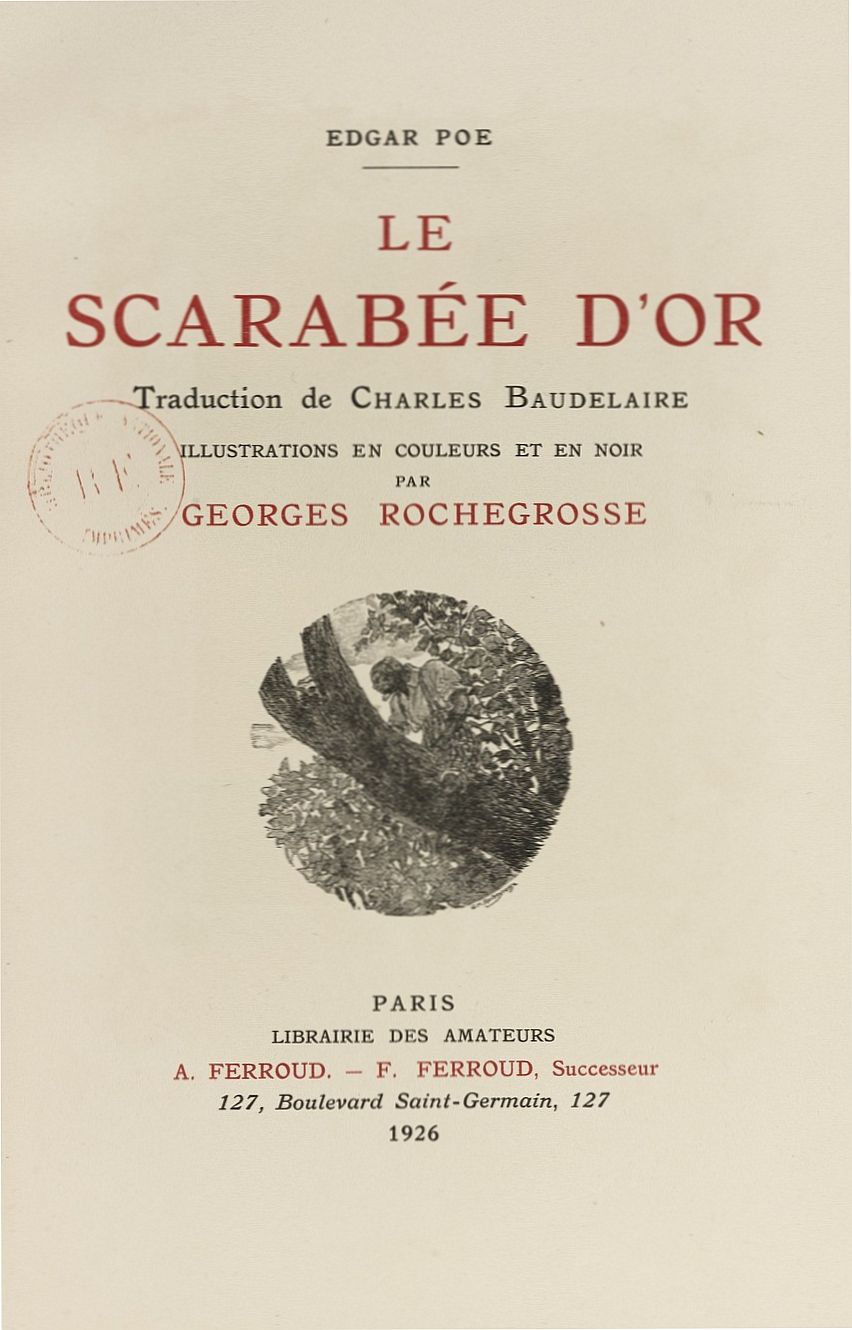 EDGAR POE
LE
SCARABÉE D'OR
Traduction de CHARLES BAUDELAIRE
ILLUSTRATIONS EN COULEURS ET EN NOIR
PAR
GEORGES ROCHEGROSSE
PARIS
LIBRAIRIE DES AMATEURS
A. FERROUD. — F. FERROUD, Successeur
127, Boulevard Saint-Germain, 127
1926